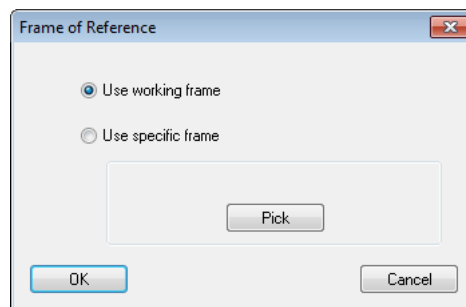 Frame of Reference
Use working frame
Use specific frame
Pick
OK
Cancel